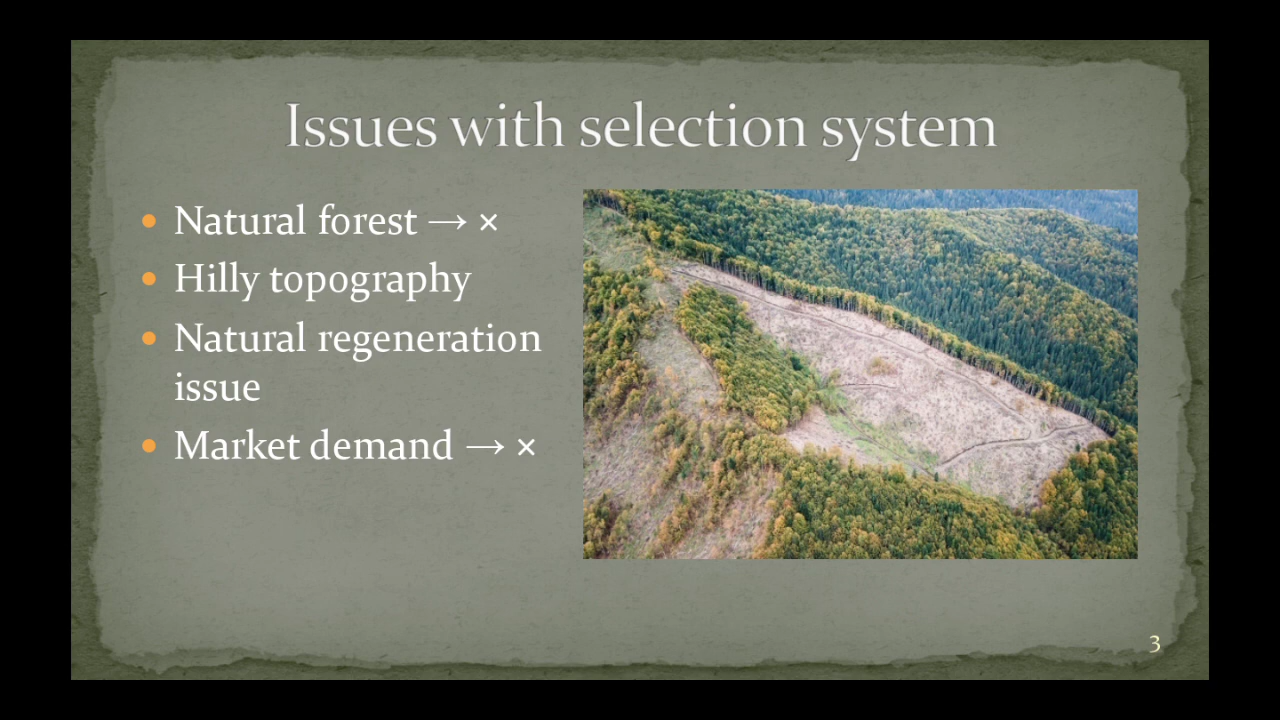 Issues with selection system
• Natural forest → ×
• Hilly topography
• Natural regeneration
issue
• Market demand → ×
3